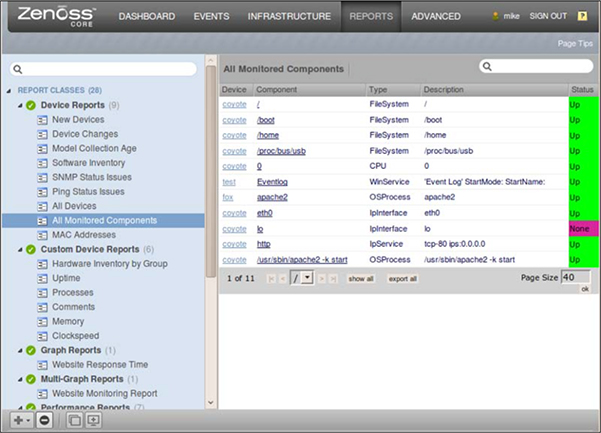 Zenoss CORE
DASHBOARD EVENTS INFRASTRUCTURE REPORTS ADVANCED mike SIGN OUT ?
Page Tips
REPORT CLASSES (28)
Device Reports (9)
New Devices
Device Changes
Model Collection Age
Software Inventory
SNMP Status Issues
Ping Status Issues
All Devices
All Monitored Components
MAC Addresses
Custom Device Reports (6)
Hardware Inventory by Group
Uptime
Processes
Comments
Memory
Clockspeed
Graph Reports (1)
Website Response Time
Multi-Graph Reports (1)
Website Monitoring Report
Performance Reports (7)
All Monitored Components
Device Component Type Description Status
coyote / FileSystem / Up
coyote /boot FileSystem /boot Up
coyote /home FileSystem /home Up
coyote /proc/bus/usb FileSystem /proc/bus/usb Up
coyote 0 CPU 0 Up
test Eventlog WinService 'Event Log' StartMode: StartName: Up
fox apache2 OSProcess apache2 Up
coyote eth0 IpInterface eth0 Up
coyote lo IpInterface lo None
coyote http IpService tcp-80 ips:0.0.0.0 Up
coyote /usr/sbin/apache2 -k start OSProcess /usr/sbin/apache2 -k start Up
1 of 11 / show all export all Page Size 40
ok